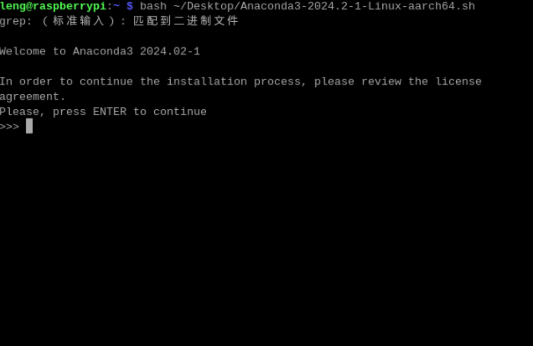 leng@raspberrypi:~ $ bash ~/Desktop/Anaconda3-2024.2-1-Linux-aarch64.sh
grep: (标准输入): 匹配到二进制文件
Welcome to Anaconda3 2024.02-1
In order to continue the installation process, please review the license
agreement.
Please, press ENTER to continue
>>>